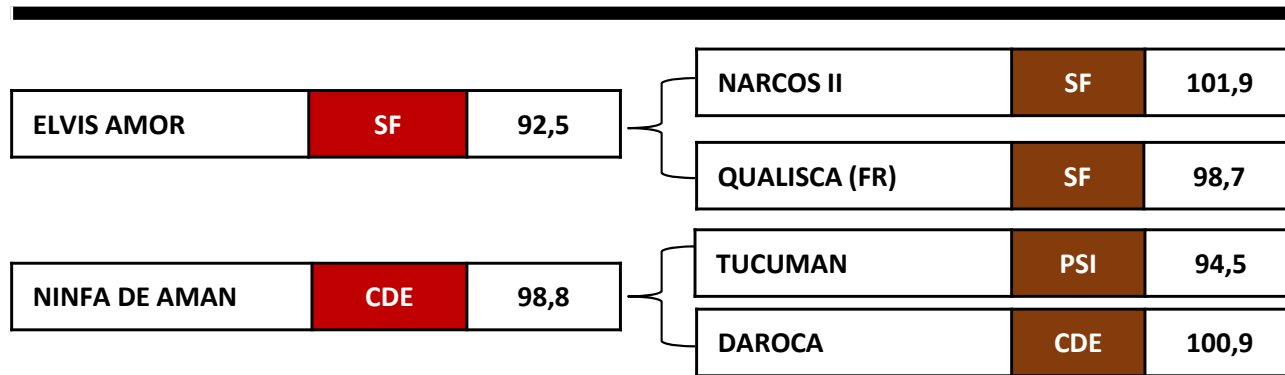 NARCOS II SF 101,9
ELVIS AMOR SF 92,5
QUALISCA (FR) SF 98,7
TUCUMAN PSI 94,5
NINFA DE AMAN CDE 98,8
DAROCA CDE 100,9